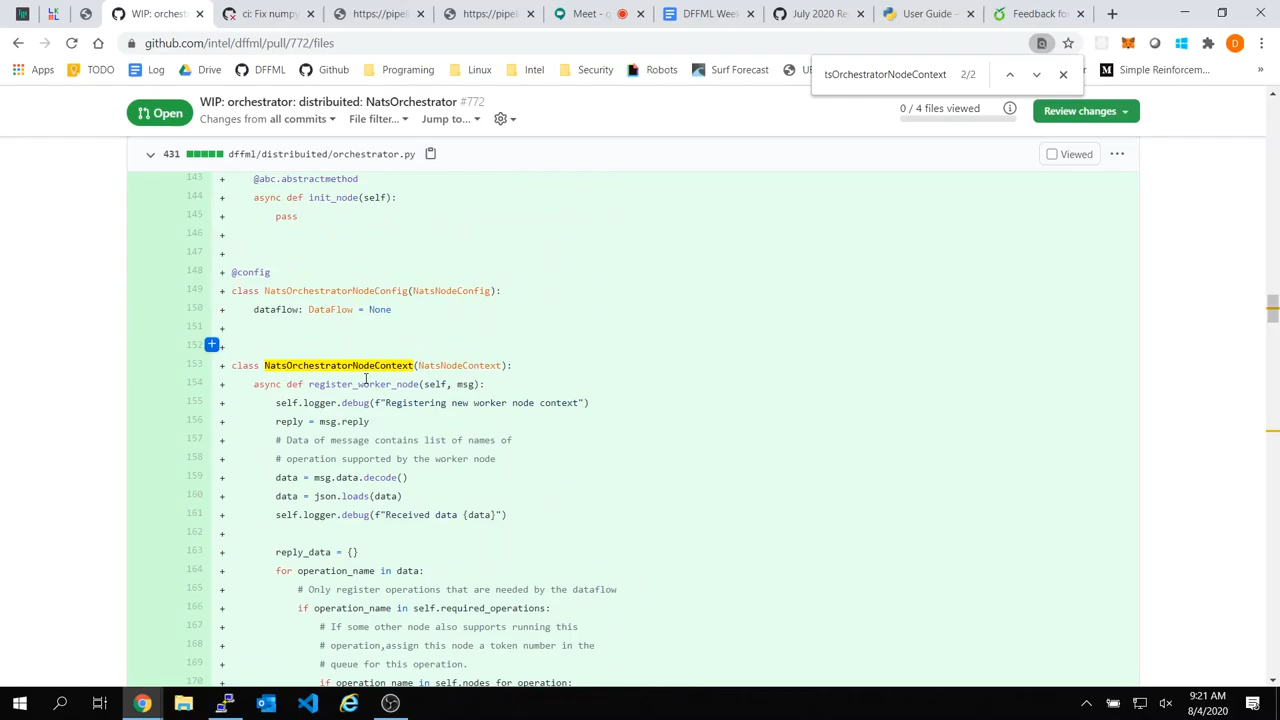 WIP: orchest
ci: Fix numpy
https://pipeli
https://pipeli
Meet - q
DFFML Week
July 2020 Re
User Guide –
Feedback fo
github.com/intel/dffml/pull/772/files
D
Apps
TODO
Log
Drive
DFFML
Github
Programing
Linux
Intel
Security
Robots
Surf Forecast
U
Simple Reworkem...
tsOrchestratorNodeContext 2/2
Open
WIP: orchestrator: distribuited: NatsOrchestrator #772
Changes from all commits
File filter...
Jump to...
0 / 4 files viewed
Review changes
431 dffml/distribuited/orchestrator.py
Viewed
143 + @abc.abstractmethod
144 + async def init_node(self):
145 + pass
146 +
147 +
148 + @config
149 + class NatsOrchestratorNodeConfig(NatsNodeConfig):
150 + dataflow: DataFlow = None
151 +
152 +
153 + class NatsOrchestratorNodeContext(NatsNodeContext):
154 + async def register_worker_node(self, msg):
155 + self.logger.debug(f"Registering new worker node context")
156 + reply = msg.reply
157 + # Data of message contains list of names of
158 + # operation supported by the worker node
159 + data = msg.data.decode()
160 + data = json.loads(data)
161 + self.logger.debug(f"Received data {data}")
162 +
163 + reply_data = {}
164 + for operation_name in data:
165 + # Only register operations that are needed by the dataflow
166 + if operation_name in self.required_operations:
167 + # If some other node also supports running this
168 + # operation,assign this node a token number in the
169 + # queue for this operation.
170 + if operation_name in self.nodes_for_operation:
9:21 AM
8/4/2020